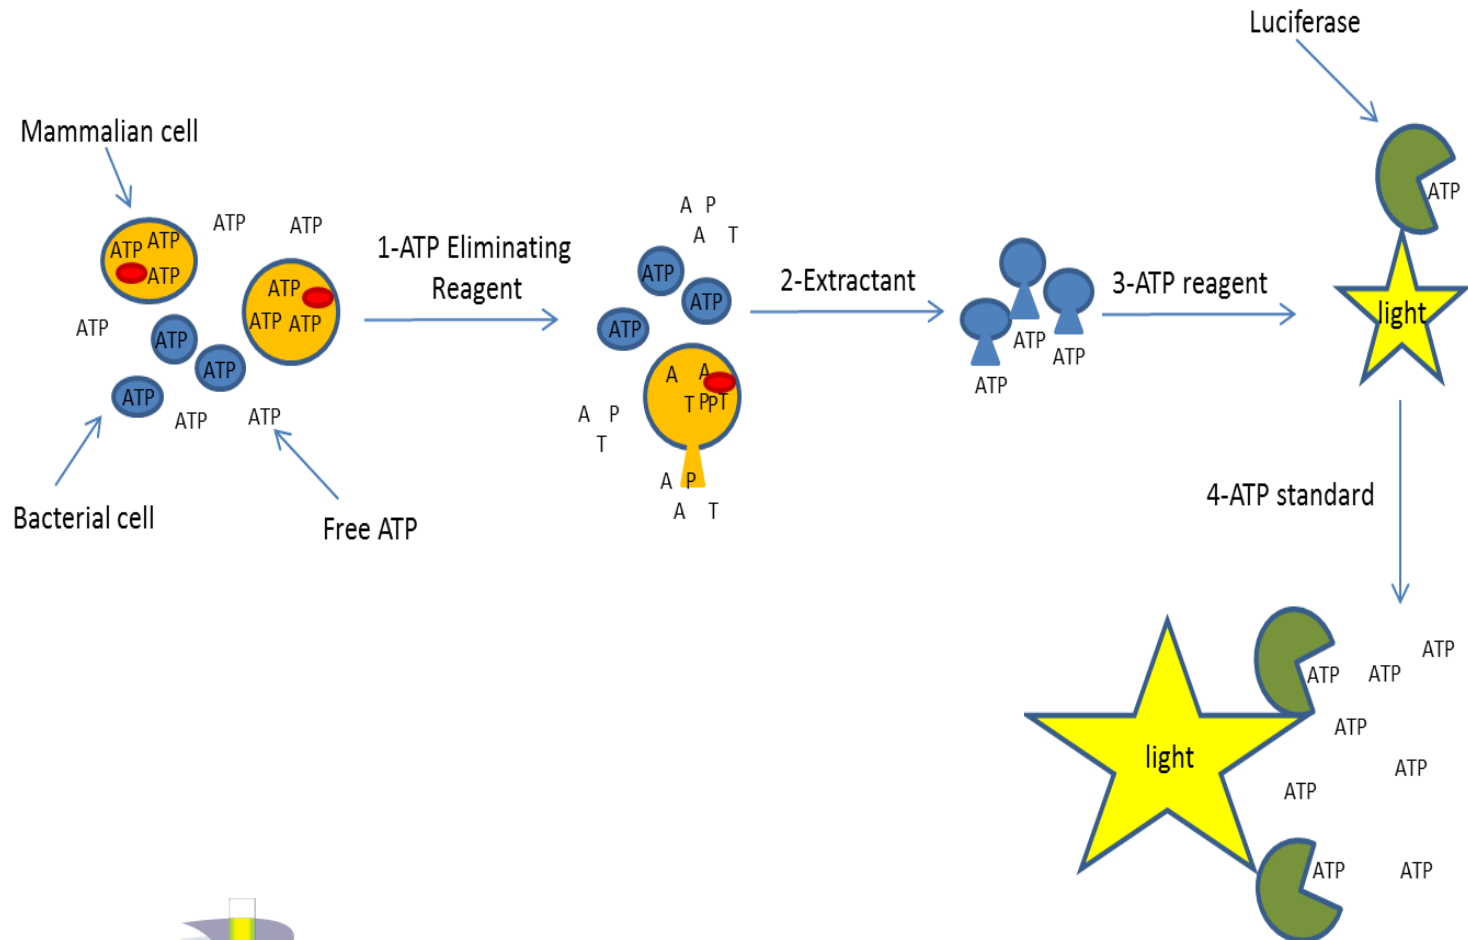 Luciferase
Mammalian cell
ATP
ATP
ATP ATP
ATP
ATP
ATP ATP
ATP
ATP
ATP
ATP
ATP
ATP
ATP
Bacterial cell
Free ATP
1-ATP Eliminating
Reagent
A P
A T
ATP
ATP
ATP
A A
T P P T
A P
T
A P
A T
2-Extractant
ATP
ATP
ATP
3-ATP reagent
ATP
light
4-ATP standard
light
ATP
ATP
ATP
ATP
ATP
ATP
ATP
ATP